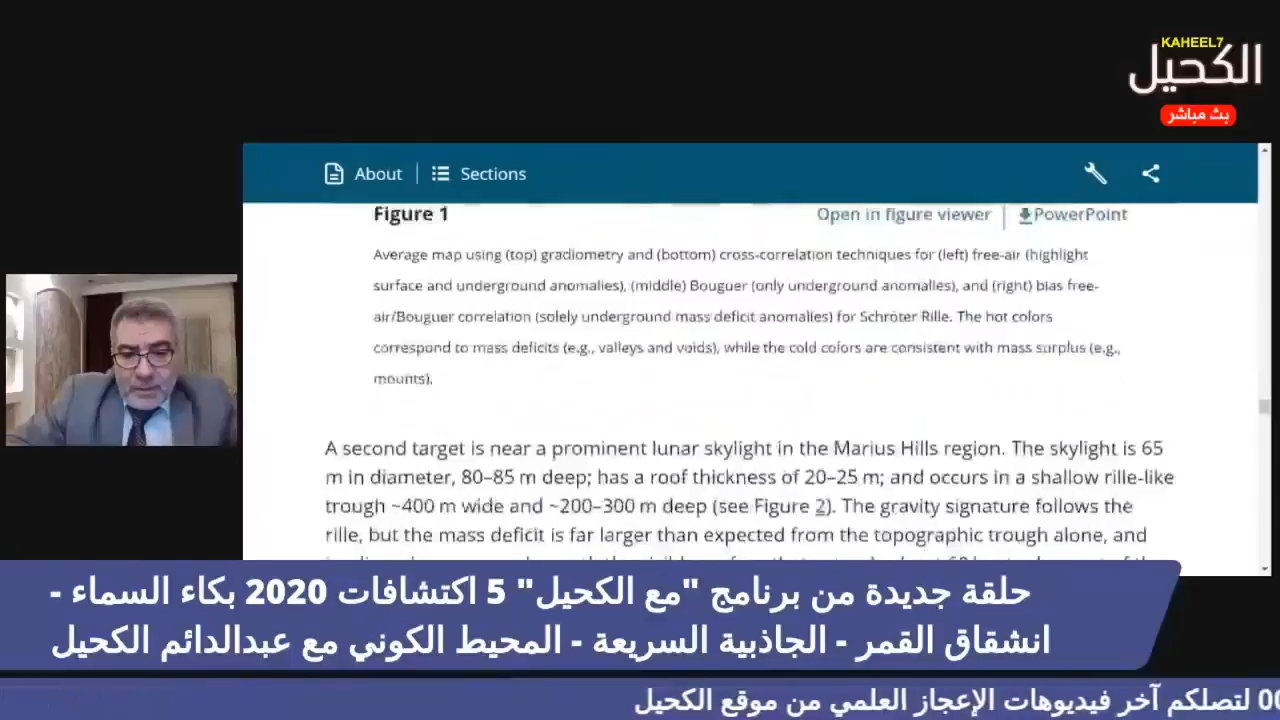 KAHEEL7
الكحيل
بث مباشر
About
Sections
Figure 1
Open in figure viewer
PowerPoint
Average map using (top) gradiometry and (bottom) cross-correlation techniques for (left) free-air (highlight
surface and underground anomalies), (middle) Bouguer (only underground anomalies), and (right) bias free-
air/Bouguer correlation (solely underground mass deficit anomalies) for Schröter Rille. The hot colors
correspond to mass deficits (e.g., valleys and voids), while the cold colors are consistent with mass surplus (e.g.,
mounts).
A second target is near a prominent lunar skylight in the Marius Hills region. The skylight is 65
m in diameter, 80–85 m deep; has a roof thickness of 20–25 m; and occurs in a shallow rille-like
trough ~400 m wide and ~200–300 m deep (see Figure 2). The gravity signature follows the
rille, but the mass deficit is far larger than expected from the topographic trough alone, and
حلقة جديدة من برنامج "مع الكحيل" 5 اكتشافات 2020 بكاء السماء -
انشقاق القمر - الجاذبية السريعة - المحيط الكوني مع عبدالدائم الكحيل
00 لتصلكم آخر فيديوهات الإعجاز العلمي من موقع الكحيل